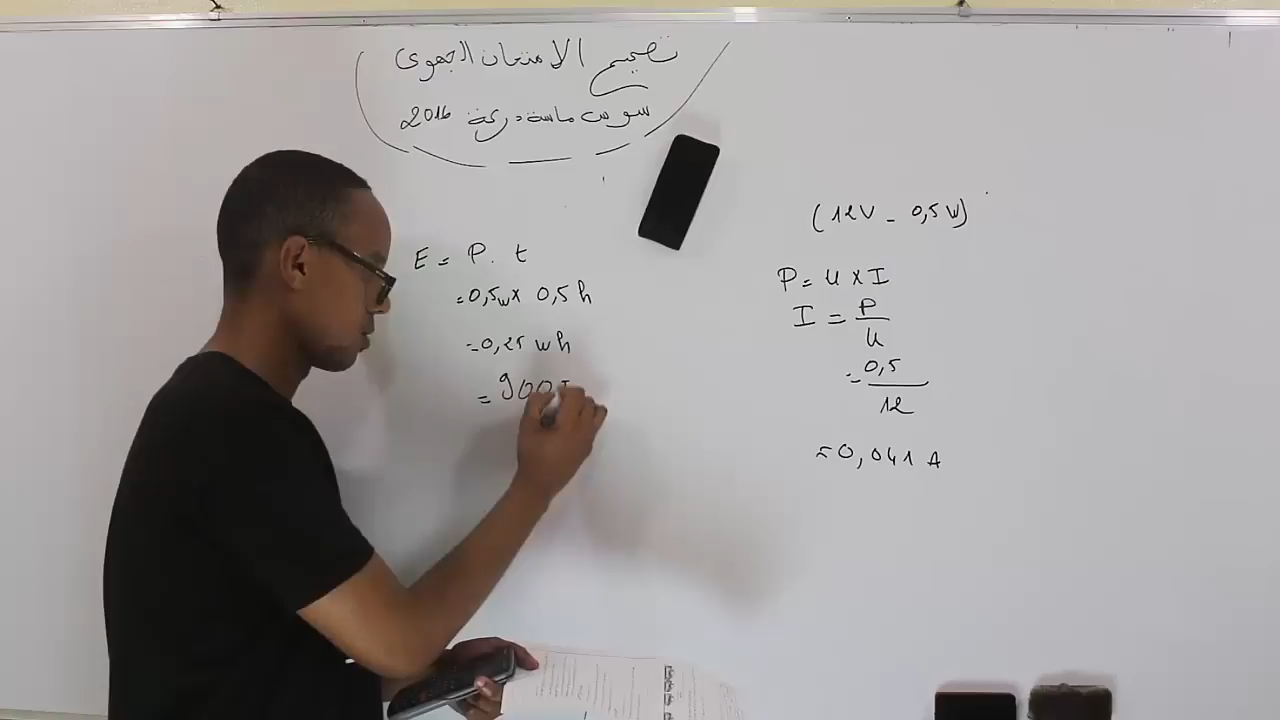 تصحيح الامتحان الجهوي
سوس ماسة درعة 2016
E = P. t
=0,5w× 0,5 h
=0,25 wh
= 900J
(12V - 0,5W)
P= U × I
I = P/U
= 0,5/12
=0,041 A